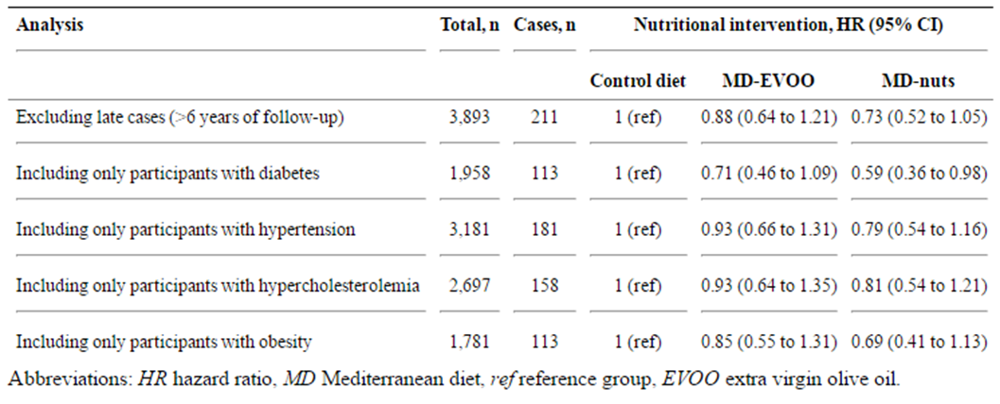 Analysis Total, n Cases, n Nutritional intervention, HR (95% CI)
Control diet MD-EVOO MD-nuts
Excluding late cases (>6 years of follow-up) 3,893 211 1 (ref) 0.88 (0.64 to 1.21) 0.73 (0.52 to 1.05)
Including only participants with diabetes 1,958 113 1 (ref) 0.71 (0.46 to 1.09) 0.59 (0.36 to 0.98)
Including only participants with hypertension 3,181 181 1 (ref) 0.93 (0.66 to 1.31) 0.79 (0.54 to 1.16)
Including only participants with hypercholesterolemia 2,697 158 1 (ref) 0.93 (0.64 to 1.35) 0.81 (0.54 to 1.21)
Including only participants with obesity 1,781 113 1 (ref) 0.85 (0.55 to 1.31) 0.69 (0.41 to 1.13)
Abbreviations: HR hazard ratio, MD Mediterranean diet, ref reference group, EVOO extra virgin olive oil.